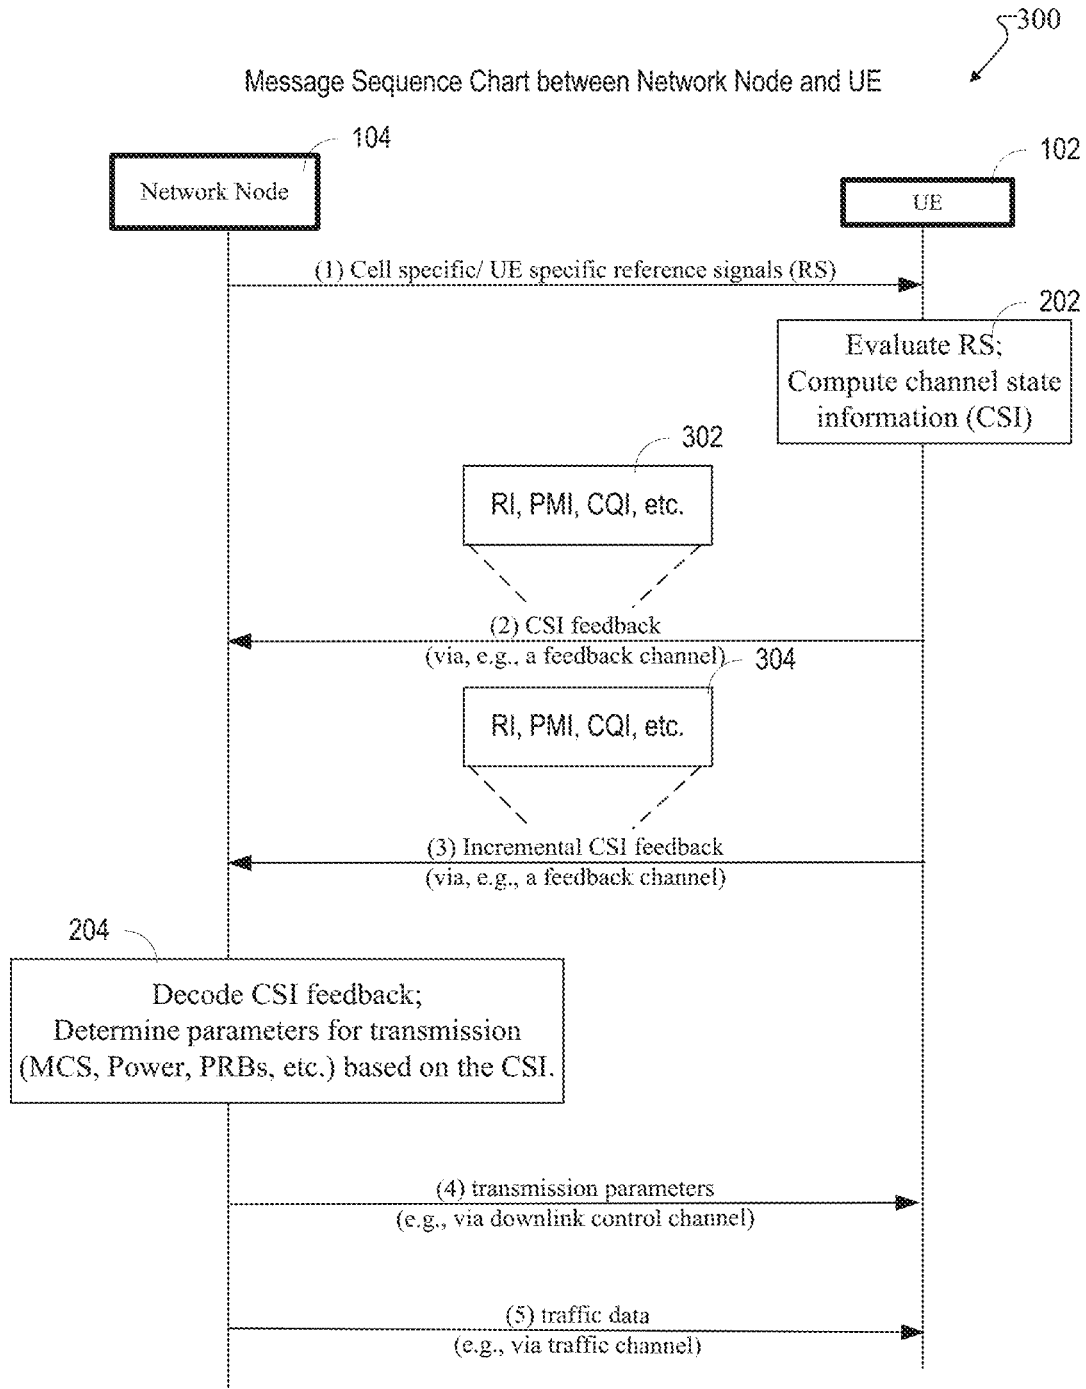 300
Message Sequence Chart between Network Node and UE
104
Network Node
102
UE
(1) Cell specific/ UE specific reference signals (RS)
202
Evaluate RS;
Compute channel state
information (CSI)
302
RI, PMI, CQI, etc.
(2) CSI feedback
(via, e.g., a feedback channel)
304
RI, PMI, CQI, etc.
(3) Incremental CSI feedback
(via, e.g., a feedback channel)
204
Decode CSI feedback;
Determine parameters for transmission
(MCS, Power, PRBs, etc.) based on the CSI.
(4) transmission parameters
(e.g., via downlink control channel)
(5) traffic data
(e.g., via traffic channel)